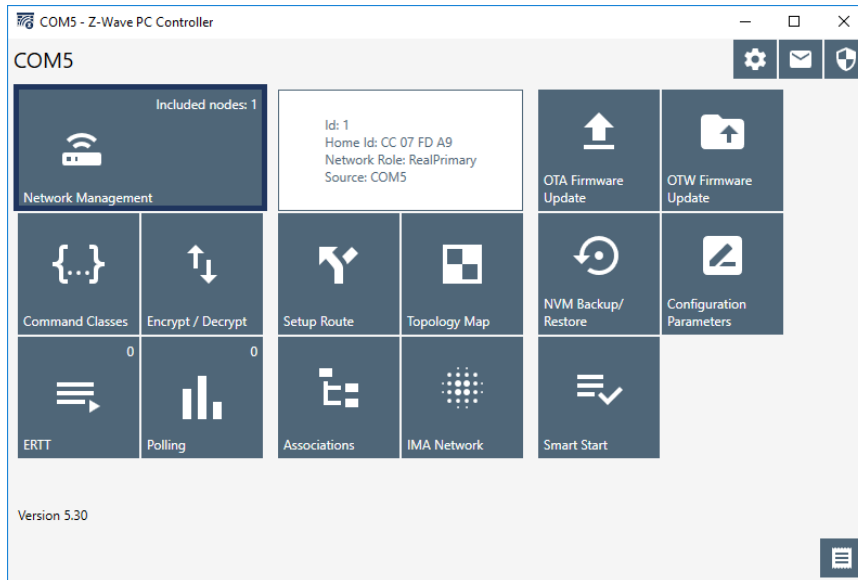 COM5 - Z-Wave PC Controller
COM5
Included nodes: 1
Network Management
Id: 1
Home Id: CC 07 FD A9
Network Role: RealPrimary
Source: COM5
OTA Firmware
Update
OTW Firmware
Update
{...}
Command Classes
Encrypt / Decrypt
Setup Route
Topology Map
NVM Backup/
Restore
Configuration
Parameters
0
ERTT
0
Polling
Associations
IMA Network
Smart Start
Version 5.30